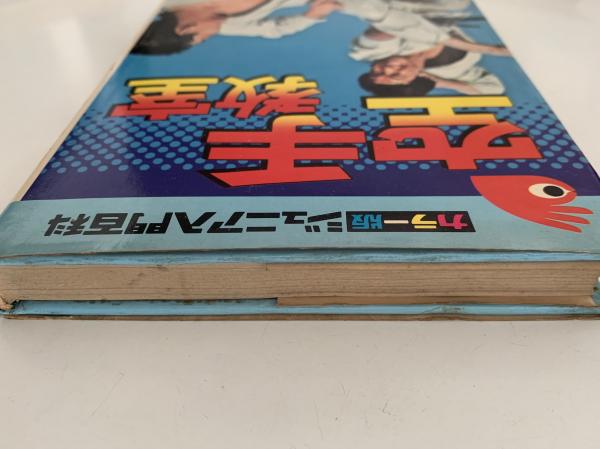 カラー版 ジュニア入門百科
空手
教室